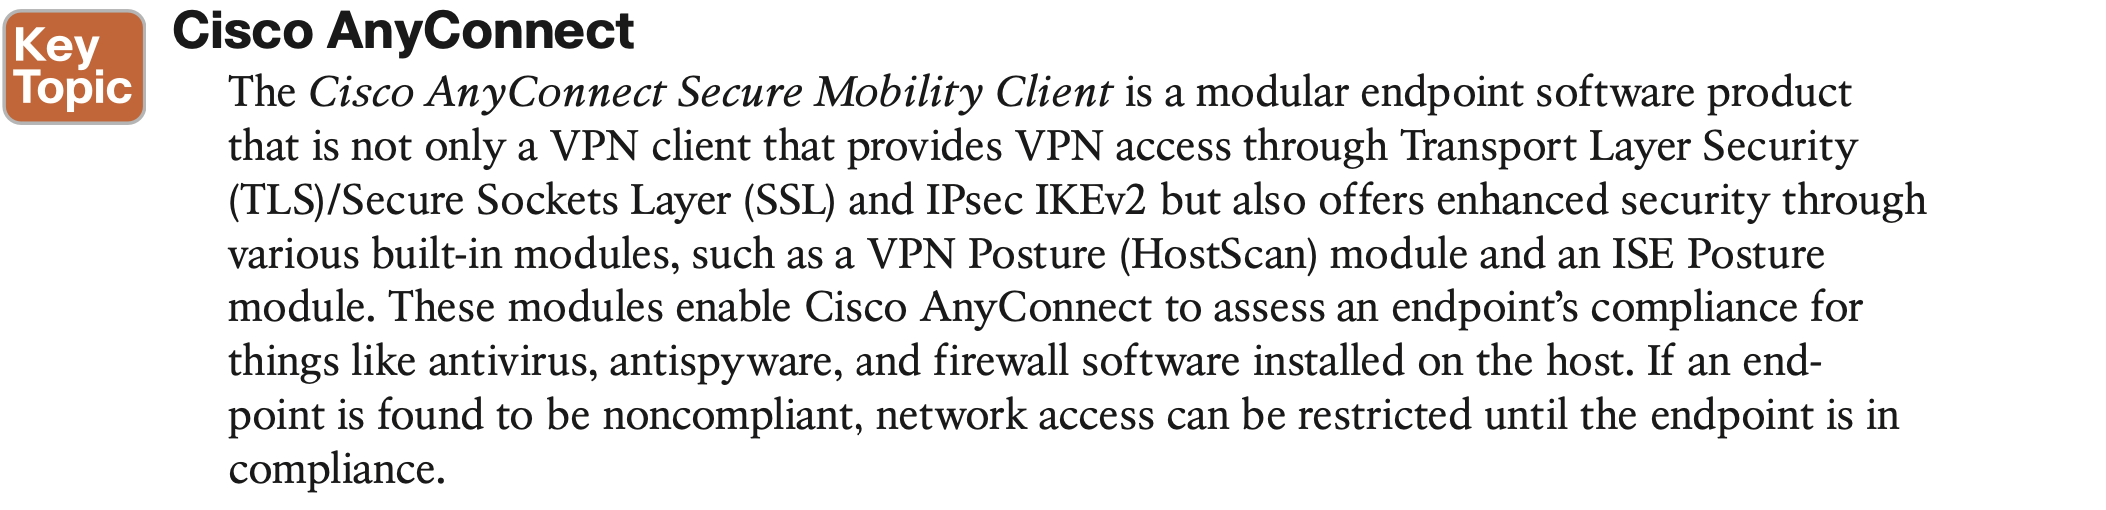 Key
Topic
Cisco AnyConnect
The Cisco AnyConnect Secure Mobility Client is a modular endpoint software product
that is not only a VPN client that provides VPN access through Transport Layer Security
(TLS)/Secure Sockets Layer (SSL) and IPsec IKEv2 but also offers enhanced security through
various built-in modules, such as a VPN Posture (HostScan) module and an ISE Posture
module. These modules enable Cisco AnyConnect to assess an endpoint’s compliance for
things like antivirus, antispyware, and firewall software installed on the host. If an end-
point is found to be noncompliant, network access can be restricted until the endpoint is in
compliance.